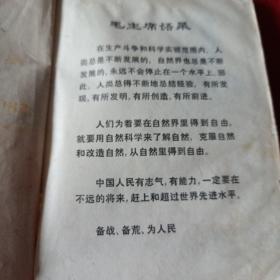 毛主席语录
在生产斗争和科学实验范围内，人
类总是不断发展的，自然界也总是不断
发展的，永远不会停止在一个水平上。因
此，人类总得不断地总结经验，有所发
现，有所发明，有所创造，有所前进。
人们为着要在自然界里得到自由，
就要用自然科学来了解自然，克服自然
和改造自然，从自然里得到自由。
中国人民有志气，有能力，一定要在
不远的将来，赶上和超过世界先进水平。
备战、备荒、为人民